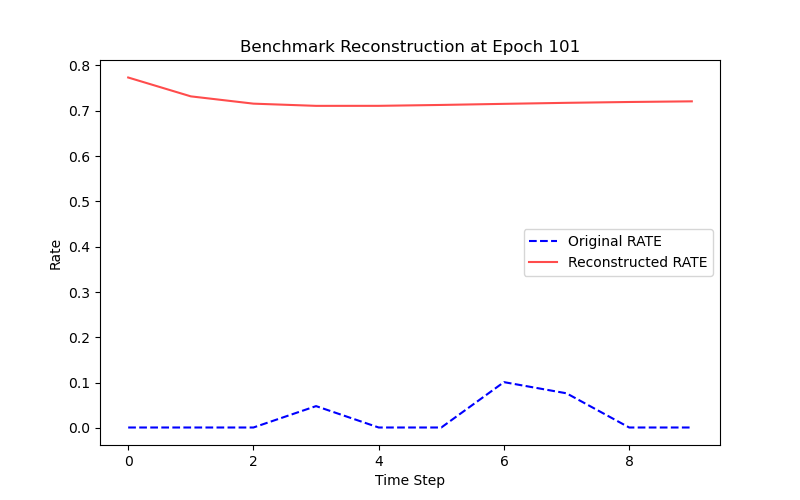 Benchmark Reconstruction at Epoch 101
0.8
0.7
0.6
0.5
0.4
0.3
0.2
0.1
0.0
Rate
Original RATE
Reconstructed RATE
0 2 4 6 8
Time Step